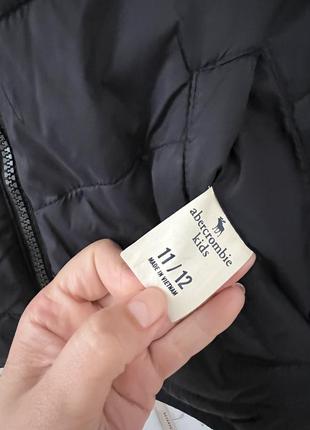 abercrombie
kids
11/12
MADE IN VIETNAM